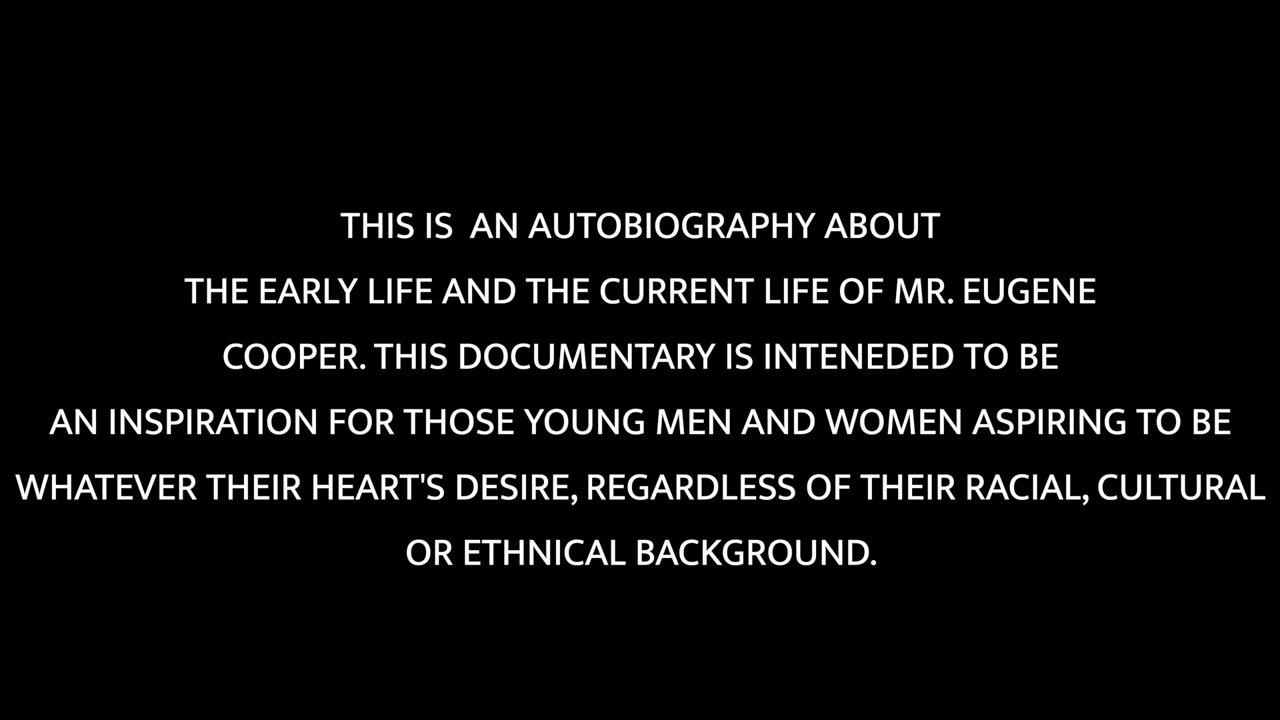 THIS IS  AN AUTOBIOGRAPHY ABOUT
THE EARLY LIFE AND THE CURRENT LIFE OF MR. EUGENE
COOPER. THIS DOCUMENTARY IS INTENEDED TO BE
AN INSPIRATION FOR THOSE YOUNG MEN AND WOMEN ASPIRING TO BE
WHATEVER THEIR HEART'S DESIRE, REGARDLESS OF THEIR RACIAL, CULTURAL
OR ETHNICAL BACKGROUND.